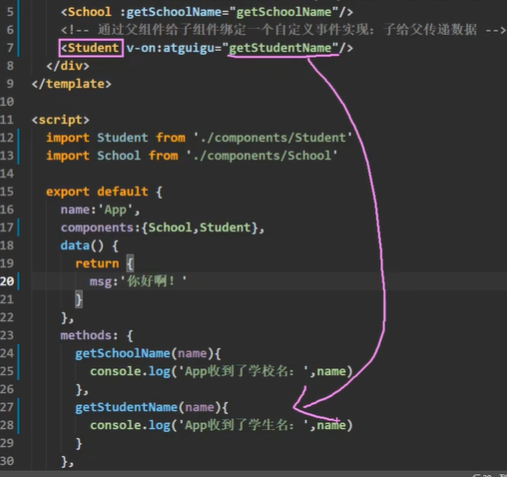 5 <School :getSchoolName="getSchoolName"/>
6 <!-- 通过父组件给子组件绑定一个自定义事件实现：子给父传递数据 -->
7 <Student v-on:atguigu="getStudentName"/>
8 </div>
9 </template>
10
11 <script>
12 import Student from './components/Student'
13 import School from './components/School'
14
15 export default {
16 name:'App',
17 components:{School,Student},
18 data() {
19 return {
20 msg:'你好啊！'
21 }
22 },
23 methods: {
24 getSchoolName(name){
25 console.log('App收到了学校名：',name)
26 },
27 getStudentName(name){
28 console.log('App收到了学生名：',name)
29 }
30 },